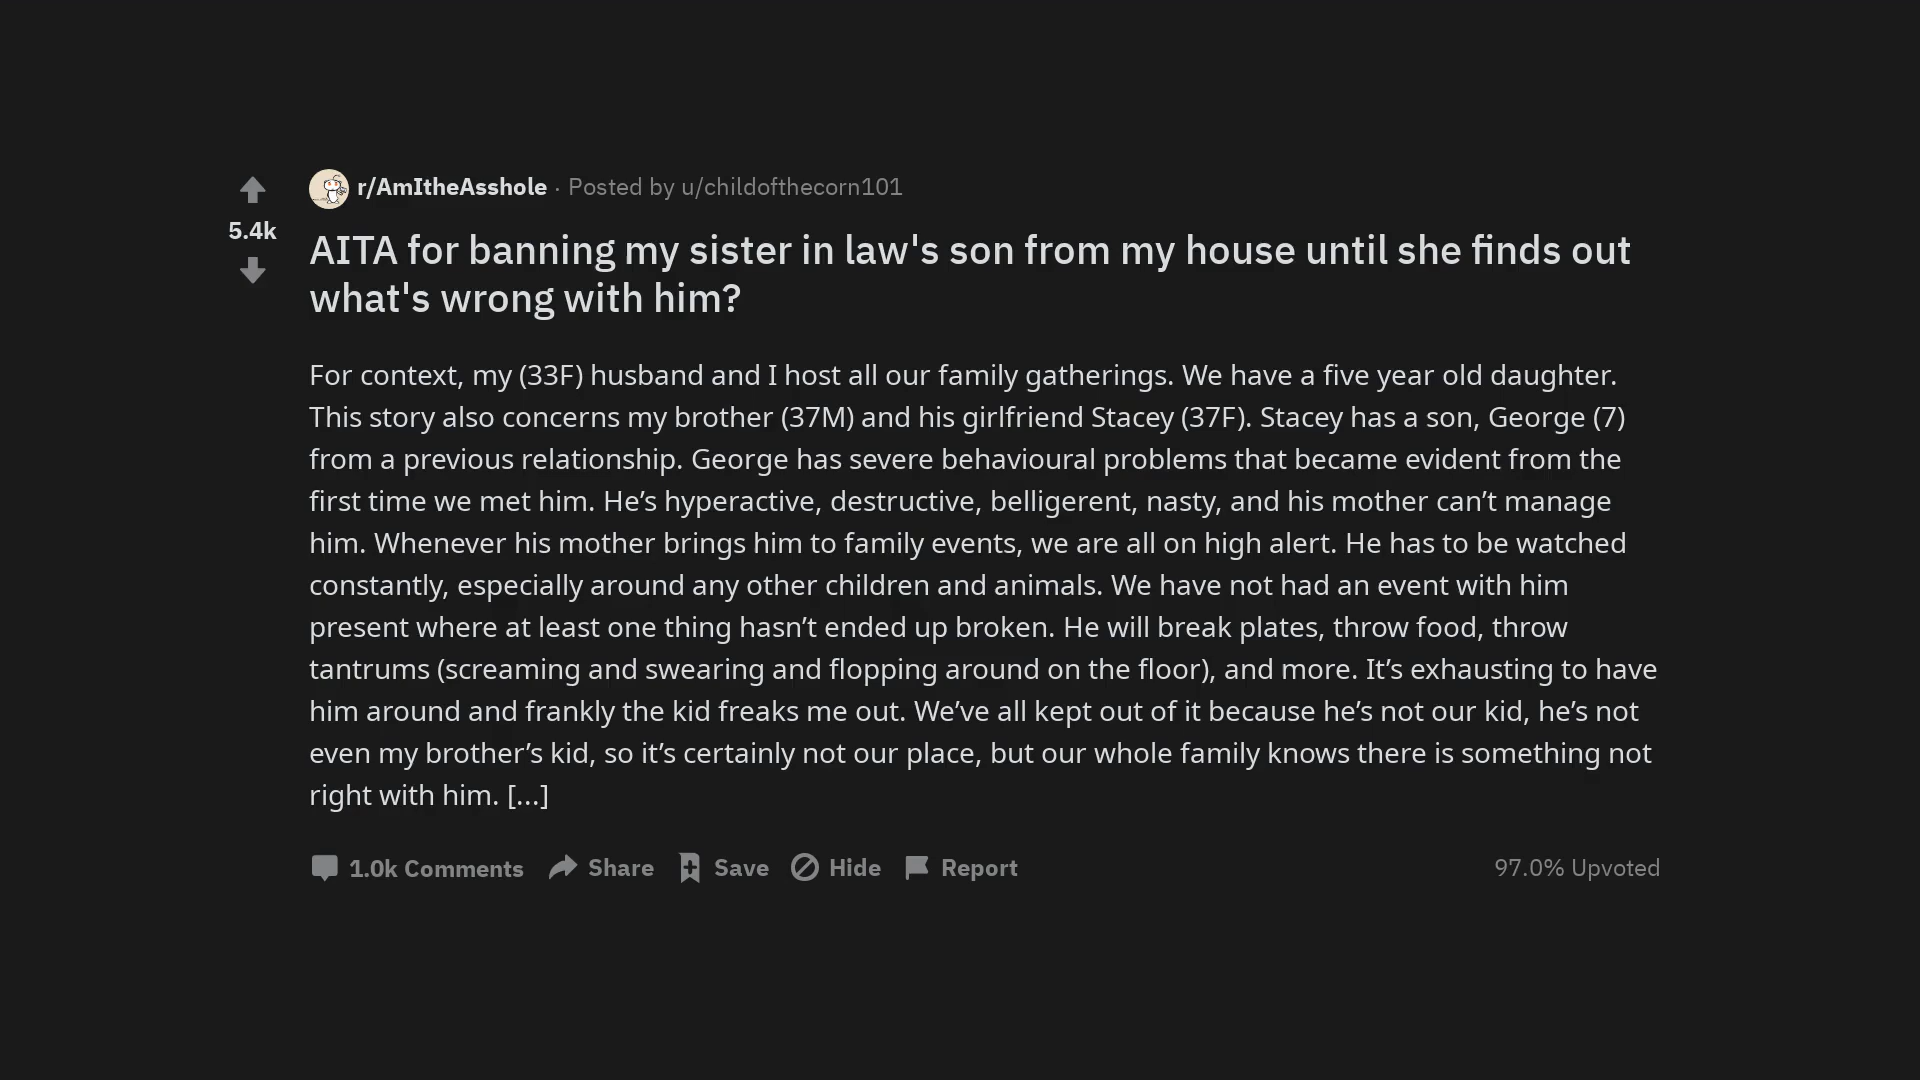 r/AmItheAsshole · Posted by u/childofthecorn101
5.4k
AITA for banning my sister in law's son from my house until she finds out
what's wrong with him?
For context, my (33F) husband and I host all our family gatherings. We have a five year old daughter.
This story also concerns my brother (37M) and his girlfriend Stacey (37F). Stacey has a son, George (7)
from a previous relationship. George has severe behavioural problems that became evident from the
first time we met him. He’s hyperactive, destructive, belligerent, nasty, and his mother can’t manage
him. Whenever his mother brings him to family events, we are all on high alert. He has to be watched
constantly, especially around any other children and animals. We have not had an event with him
present where at least one thing hasn’t ended up broken. He will break plates, throw food, throw
tantrums (screaming and swearing and flopping around on the floor), and more. It’s exhausting to have
him around and frankly the kid freaks me out. We’ve all kept out of it because he’s not our kid, he’s not
even my brother’s kid, so it’s certainly not our place, but our whole family knows there is something not
right with him. [...]
1.0k Comments Share Save Hide Report 97.0% Upvoted